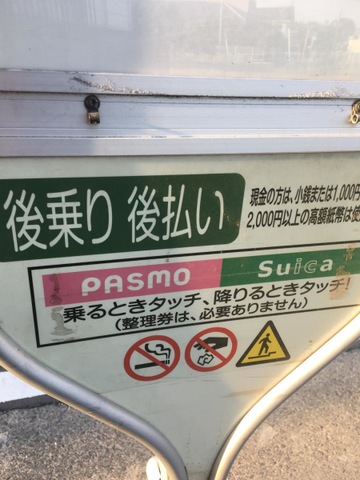 後乗り 後払い
現金の方は、小銭または1,000円
2,000円以上の高額紙幣は使
PASMO Suica
乗るときタッチ、降りるときタッチ!
(整理券は、必要ありません)